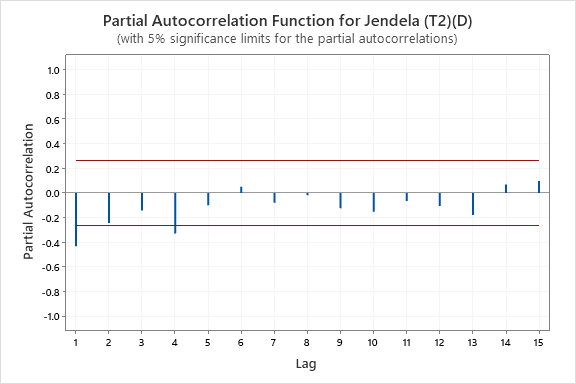 Partial Autocorrelation Function for Jendela (T2)(D)
(with 5% significance limits for the partial autocorrelations)
Partial Autocorrelation
1.0
0.8
0.6
0.4
0.2
0.0
-0.2
-0.4
-0.6
-0.8
-1.0
1 2 3 4 5 6 7 8 9 10 11 12 13 14 15
Lag